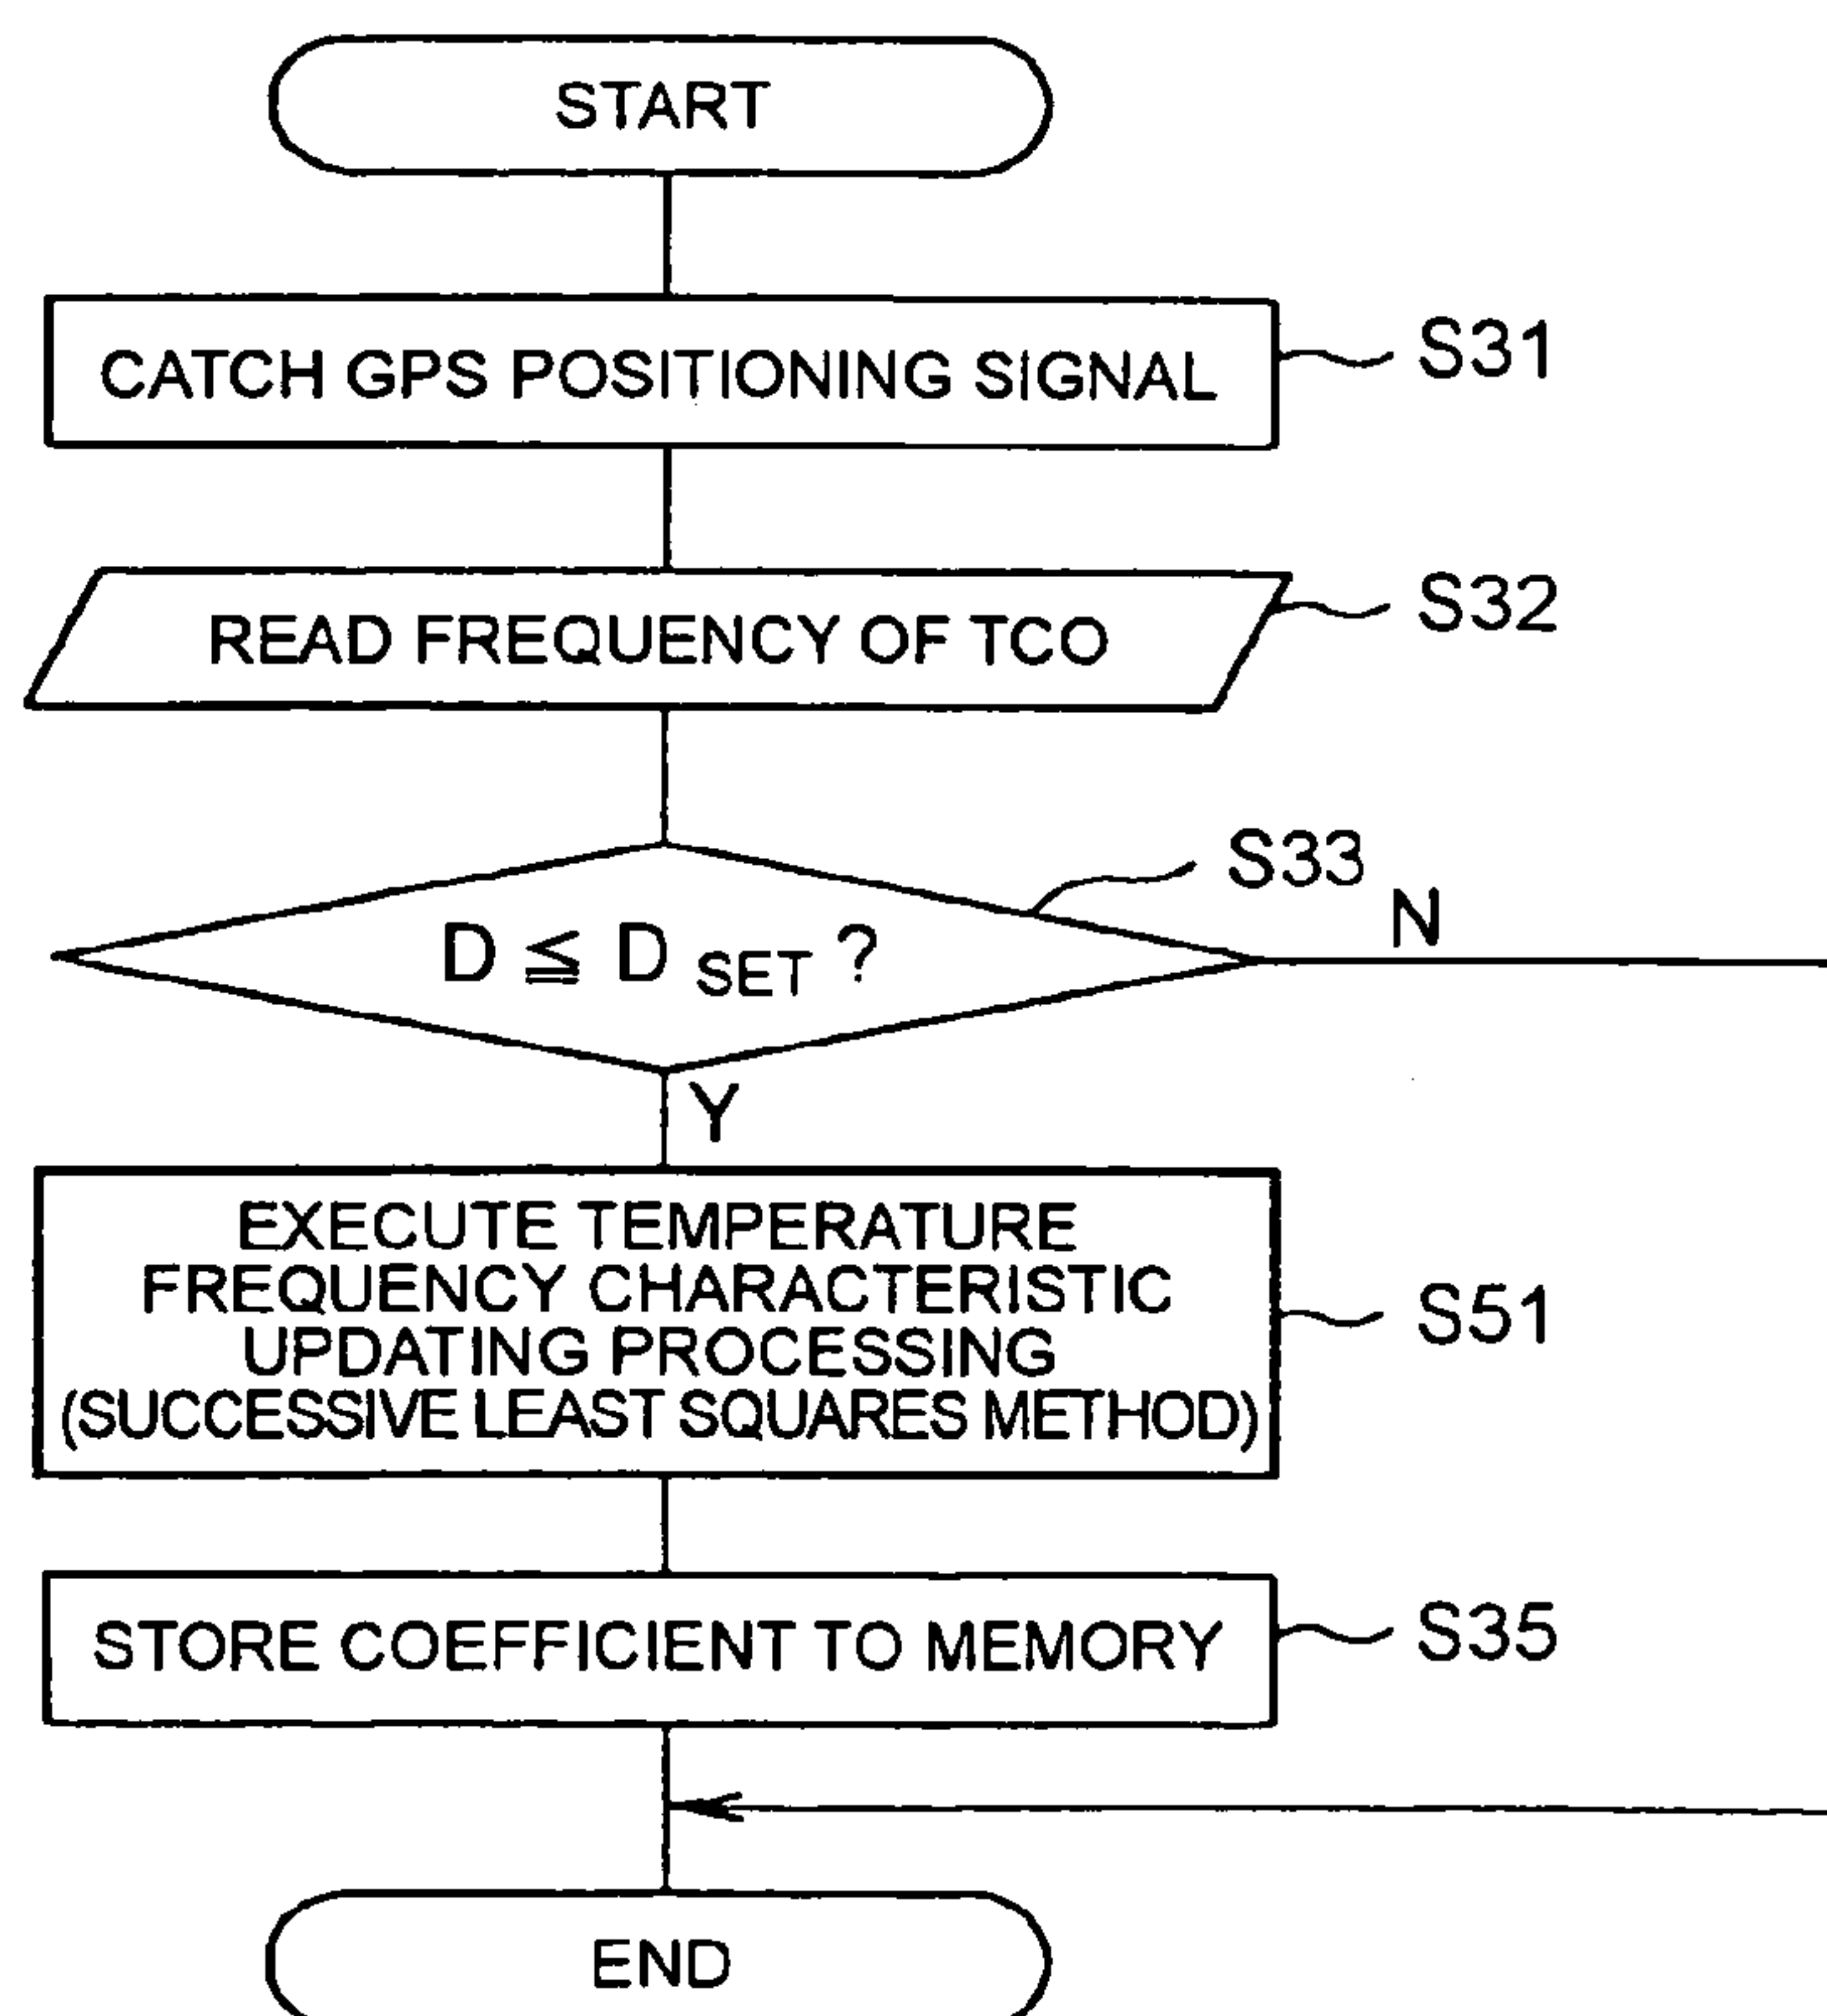 START
CATCH GPS POSITIONING SIGNAL
S31
READ FREQUENCY OF TCO
S32
D ≦ D SET ?
S33
N
Y
EXECUTE TEMPERATURE
FREQUENCY CHARACTERISTIC
UPDATING PROCESSING
(SUCCESSIVE LEAST SQUARES METHOD)
S51
STORE COEFFICIENT TO MEMORY
S35
END